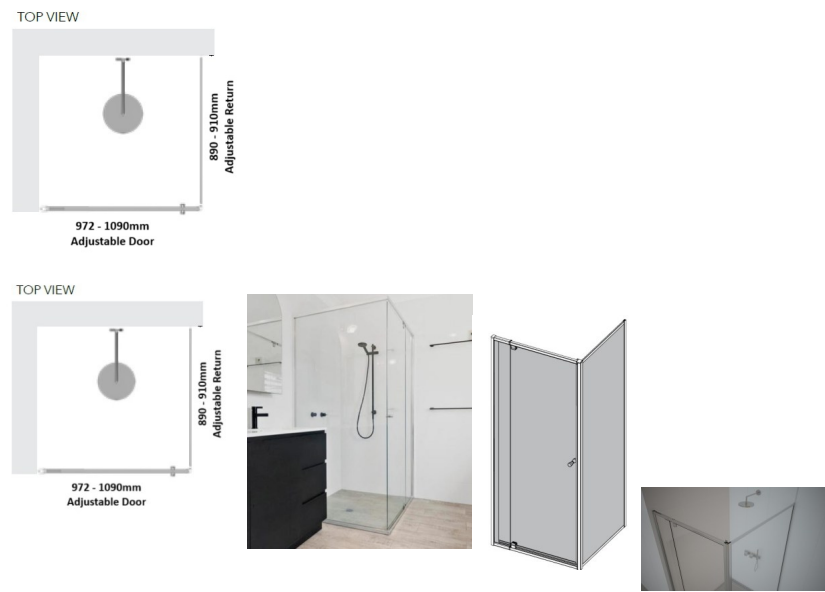 TOP VIEW
890 - 910mm
Adjustable Return
972 - 1090mm
Adjustable Door
TOP VIEW
890 - 910mm
Adjustable Return
972 - 1090mm
Adjustable Door